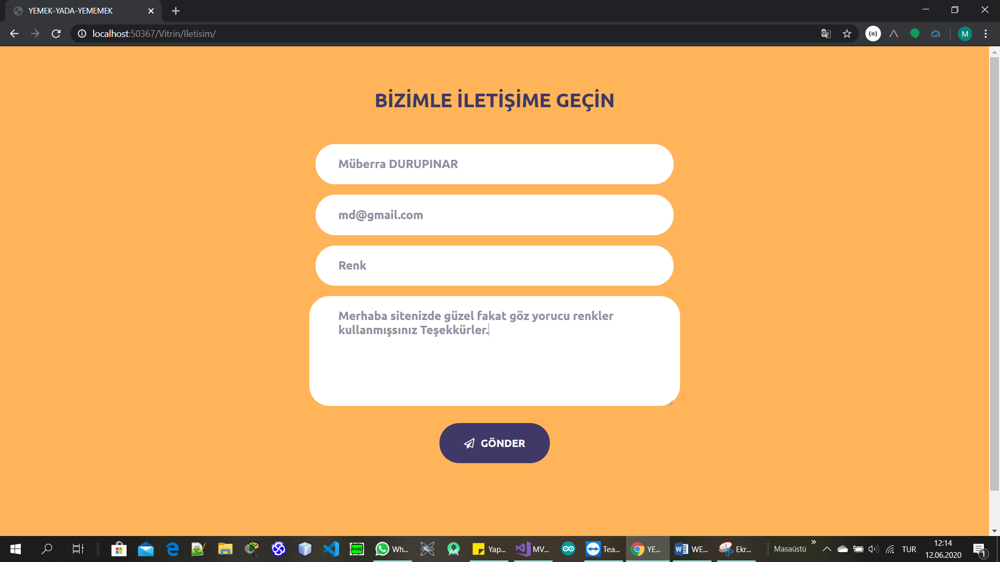 YEMEK-YADA-YEMEMEK
localhost:50367/Vitrin/Iletisim/
M
BİZİMLE İLETİŞİME GEÇİN
Müberra DURUPINAR
md@gmail.com
Renk
Merhaba sitenizde güzel fakat göz yorucu renkler
kullanmışsınız Teşekkürler.
GÖNDER
8086
Wh...
Yap...
MV...
Tea...
YE...
WE...
Ekr...
Masaüstü
TUR
12:14
12.06.2020
1